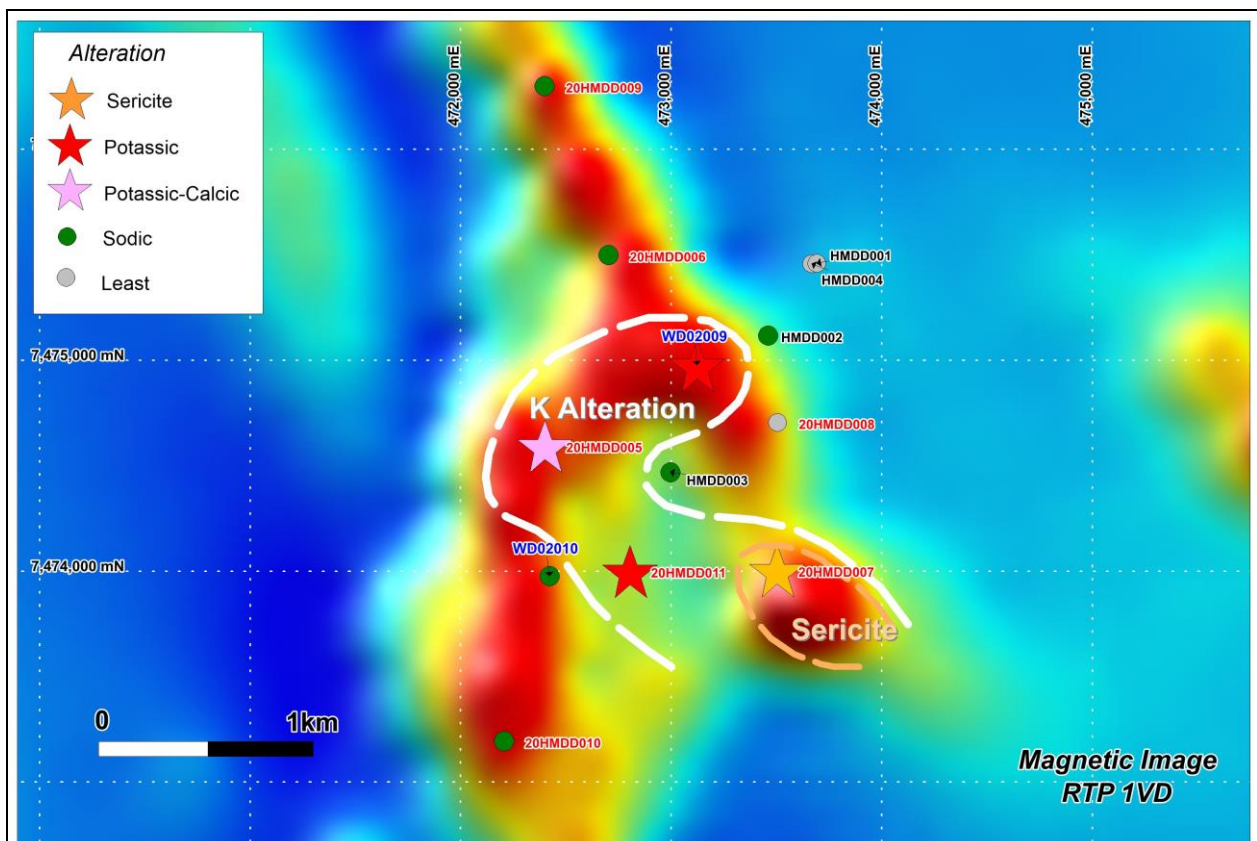 Alteration
Sericite
Potassic
Potassic-Calcic
Sodic
Least
472,000 mE
473,000 mE
474,000 mE
475,000 mE
20HMDD009
20HMDD006
HMDD001
HMDD004
WD02009
HMDD002
7,475,000 mN
K Alteration
20HMDD008
20HMDD005
HMDD003
WD02010
7,474,000 mN
20HMDD011
20HMDD007
Sericite
0 1km
20HMDD010
Magnetic Image
RTP 1VD